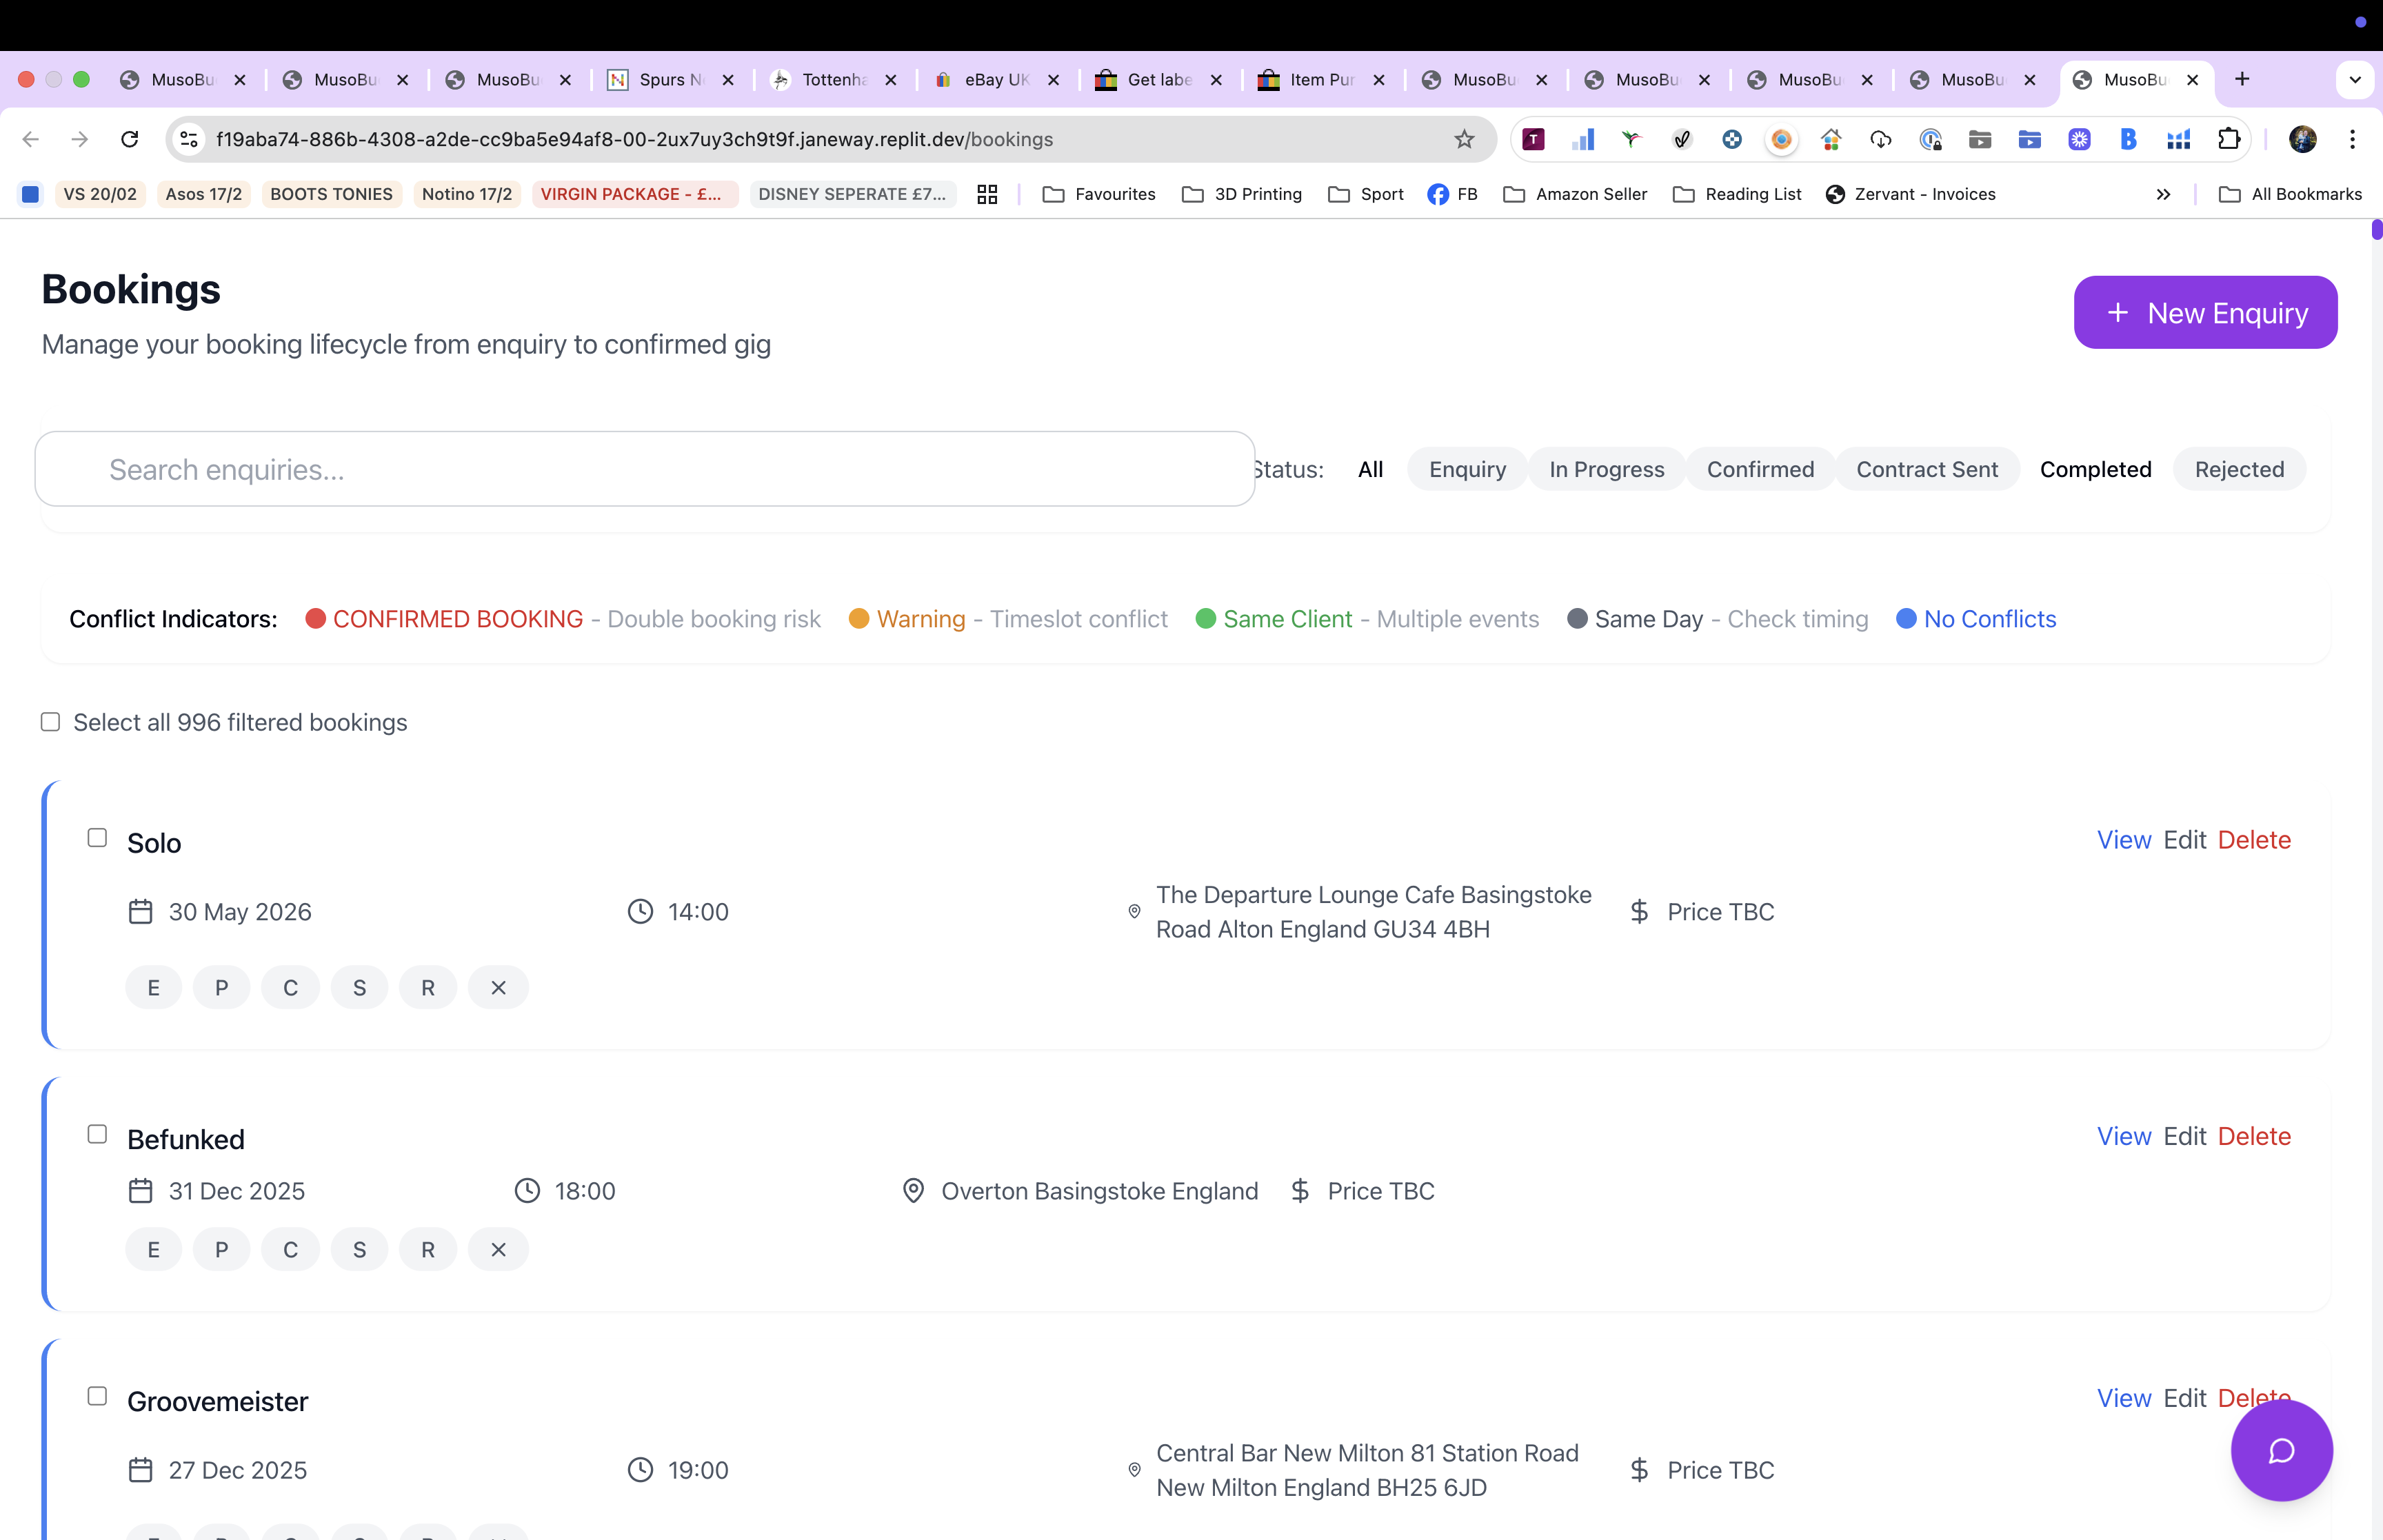 MusoBu
MusoBu
MusoBu
Spurs N
Tottenha
eBay UK
Get labe
Item Pur
MusoBu
MusoBu
MusoBu
MusoBu
MusoBu
f19aba74-886b-4308-a2de-cc9ba5e94af8-00-2ux7uy3ch9t9f.janeway.replit.dev/bookings
VS 20/02 Asos 17/2 BOOTS TONIES Notino 17/2 VIRGIN PACKAGE - £... DISNEY SEPERATE £7... Favourites 3D Printing Sport FB Amazon Seller Reading List Zervant - Invoices All Bookmarks
Bookings
Manage your booking lifecycle from enquiry to confirmed gig
+ New Enquiry
Search enquiries...
Status: All Enquiry In Progress Confirmed Contract Sent Completed Rejected
Conflict Indicators: CONFIRMED BOOKING - Double booking risk Warning - Timeslot conflict Same Client - Multiple events Same Day - Check timing No Conflicts
Select all 996 filtered bookings
Solo
View Edit Delete
30 May 2026
14:00
The Departure Lounge Cafe Basingstoke
Road Alton England GU34 4BH
$ Price TBC
E P C S R ×
Befunked
View Edit Delete
31 Dec 2025
18:00
Overton Basingstoke England
$ Price TBC
E P C S R ×
Groovemeister
View Edit Delete
27 Dec 2025
19:00
Central Bar New Milton 81 Station Road
New Milton England BH25 6JD
$ Price TBC